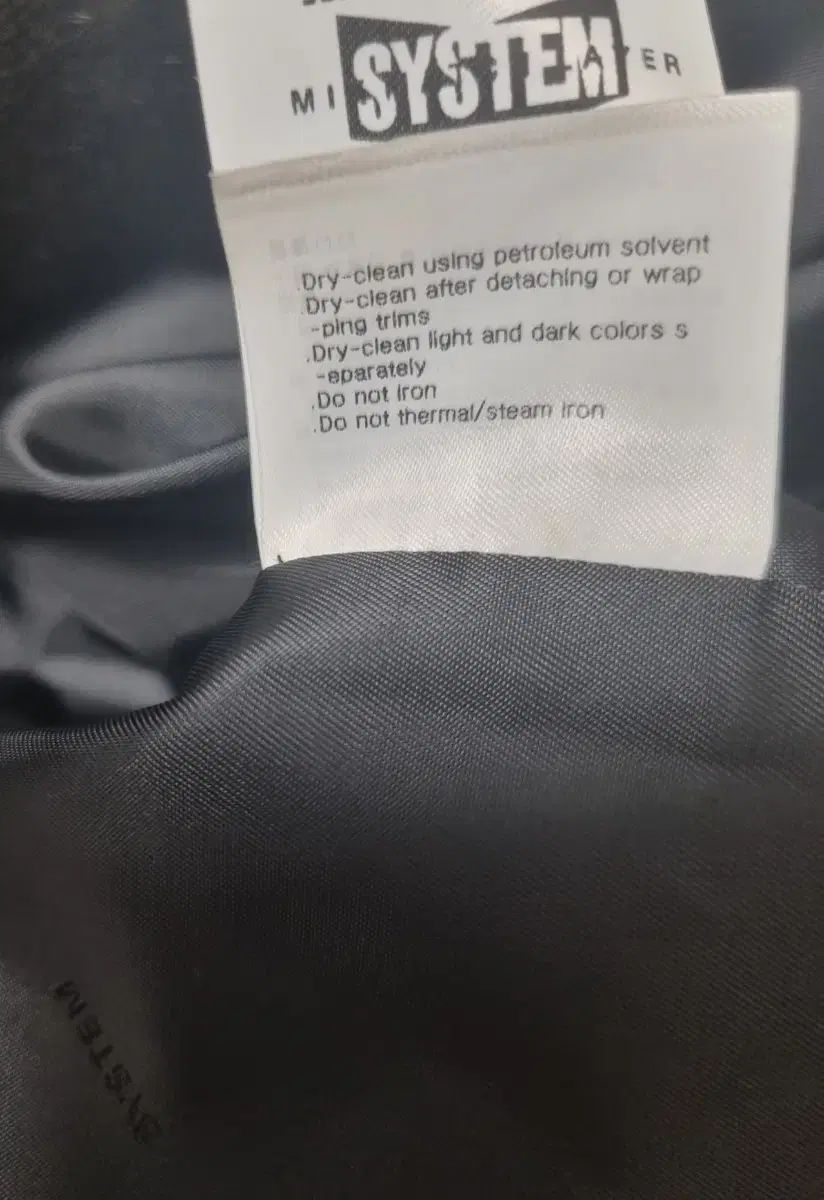 SYSTEM
.Dry-clean using petroleum solvent
.Dry-clean after detaching or wrap
-ping trims
.Dry-clean light and dark colors s
-eparately
.Do not iron
.Do not thermal/steam iron
SYSTEM